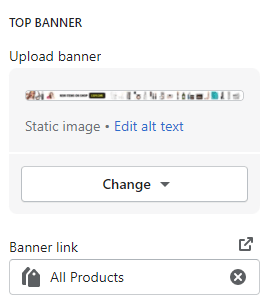 TOP BANNER
Upload banner
Static image • Edit alt text
Change
Banner link
All Products